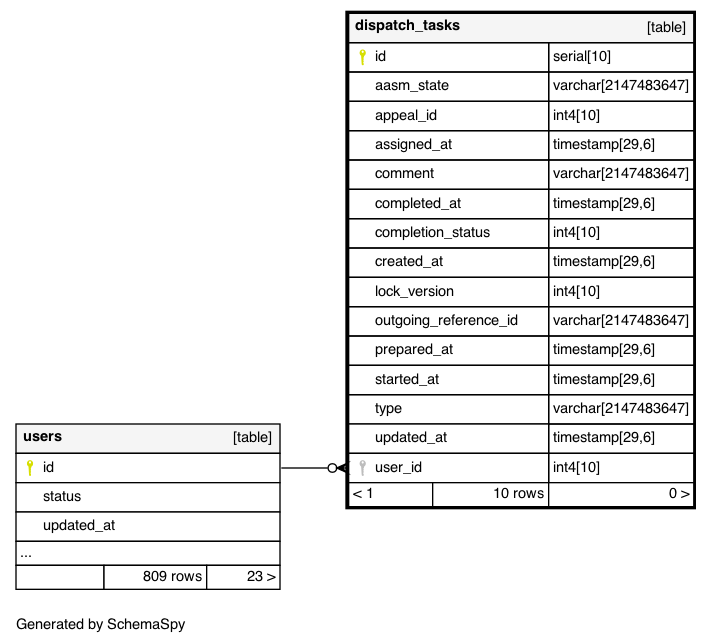 dispatch_tasks [table]
id serial[10]
aasm_state varchar[2147483647]
appeal_id int4[10]
assigned_at timestamp[29,6]
comment varchar[2147483647]
completed_at timestamp[29,6]
completion_status int4[10]
created_at timestamp[29,6]
lock_version int4[10]
outgoing_reference_id varchar[2147483647]
prepared_at timestamp[29,6]
started_at timestamp[29,6]
type varchar[2147483647]
updated_at timestamp[29,6]
user_id int4[10]
< 1 10 rows 0 >
users [table]
id
status
updated_at
...
809 rows 23 >
Generated by SchemaSpy